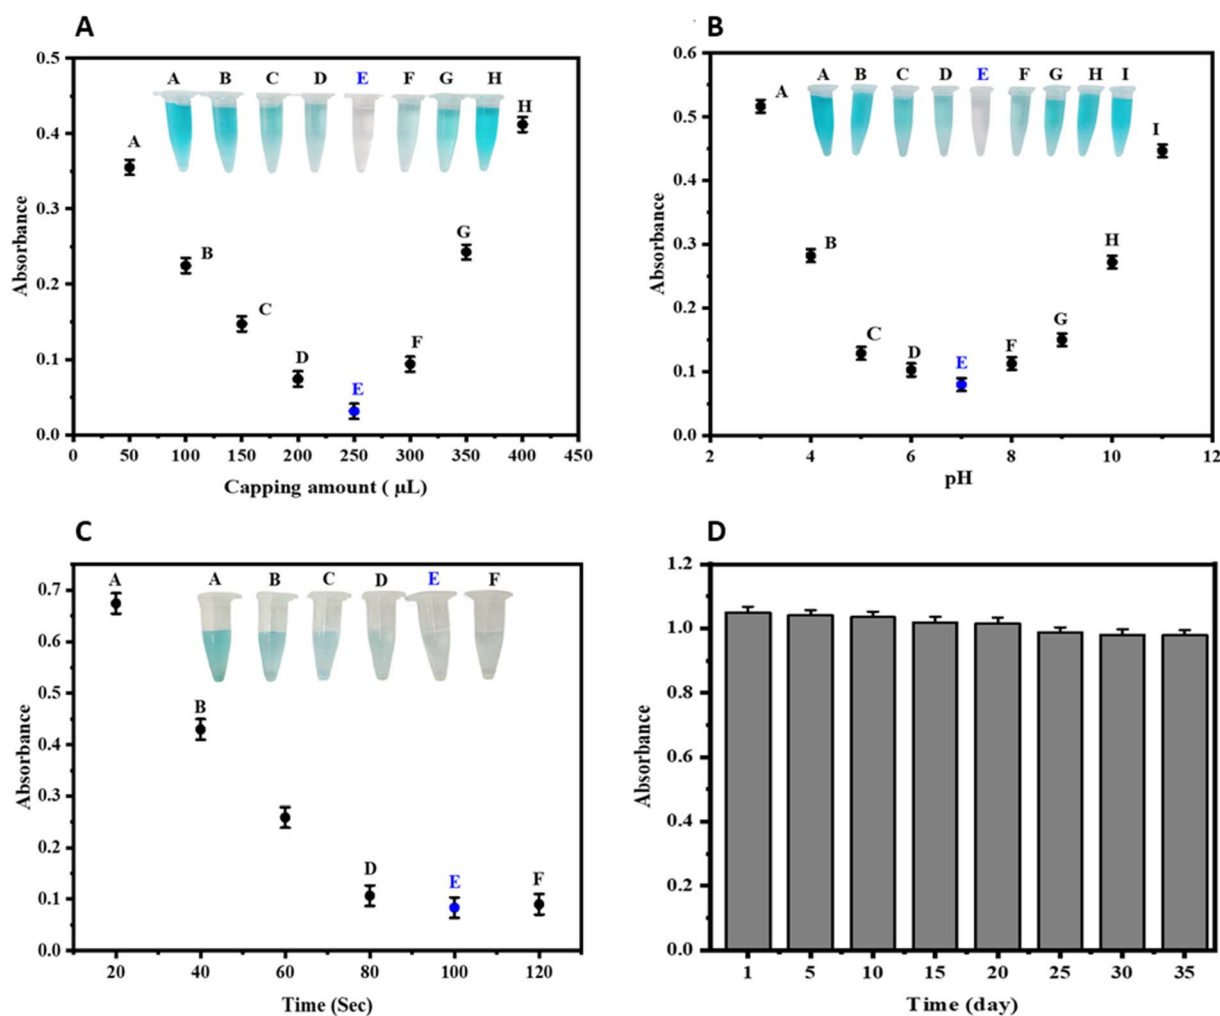 A
0.5
0.4
0.3
0.2
0.1
0.0
Absorbance
A B C D E F G H
A
B
C
D
E
F
G
H
0 50 100 150 200 250 300 350 400 450
Capping amount ( μL)
B
0.6
0.5
0.4
0.3
0.2
0.1
0.0
Absorbance
A B C D E F G H I
A
B
C
D
E
F
G
H
I
2 4 6 8 10 12
pH
C
0.7
0.6
0.5
0.4
0.3
0.2
0.1
0.0
Absorbance
A B C D E F
A
B
D
E
F
20 40 60 80 100 120
Time (Sec)
D
1.2
1.0
0.8
0.6
0.4
0.2
0.0
Absorbance
1 5 10 15 20 25 30 35
Time (day)